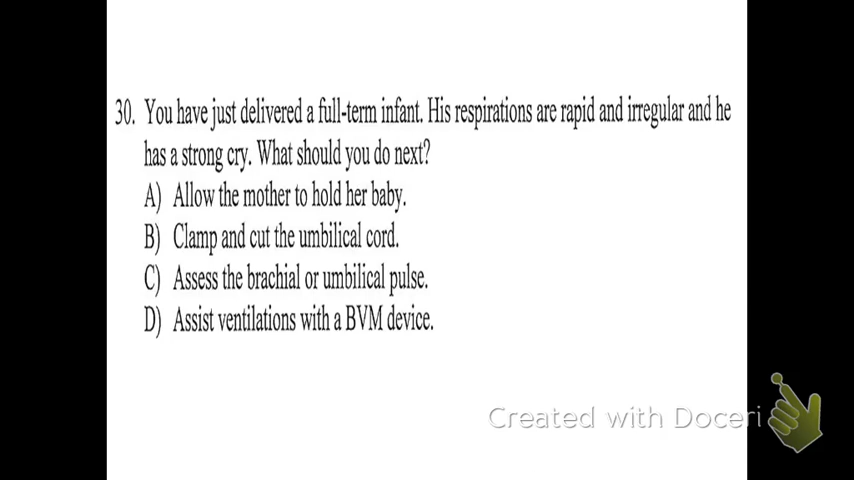 30. You have just delivered a full-term infant. His respirations are rapid and irregular and he
has a strong cry. What should you do next?
A) Allow the mother to hold her baby.
B) Clamp and cut the umbilical cord.
C) Assess the brachial or umbilical pulse.
D) Assist ventilations with a BVM device.
Created with Doceri